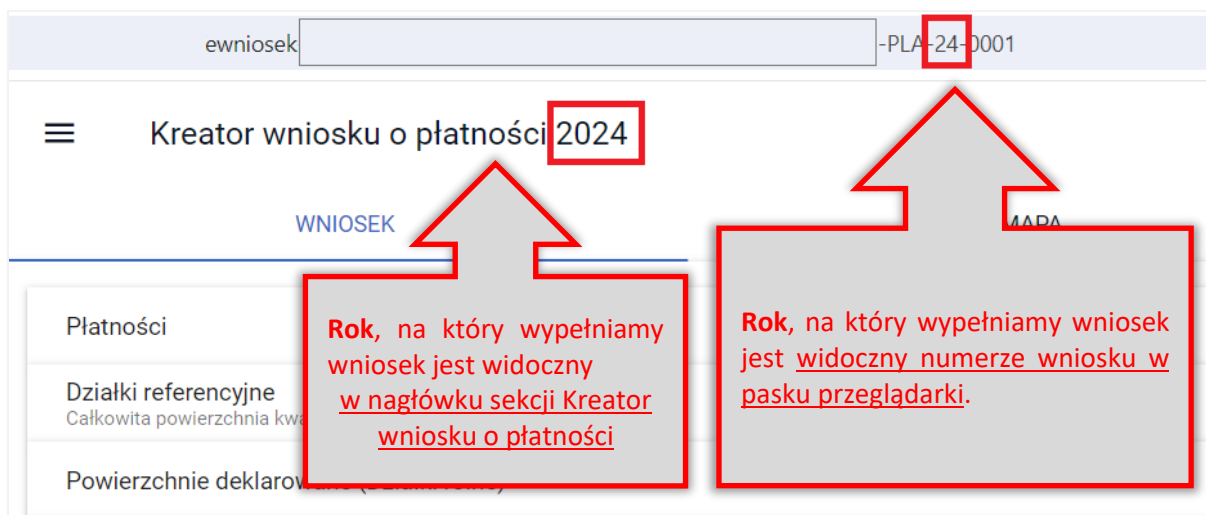 ewniosek -PLA-24-0001
Kreator wniosku o płatności 2024
WNIOSEK
MAPA
Płatności
Działki referencyjne
Całkowita powierzchnia
Powierzchnie
Rok, na który wypełniamy
wniosek jest widoczny
w nagłówku sekcji Kreator
wniosku o płatności
Rok, na który wypełniamy wniosek
jest widoczny numerze wniosku w
pasku przeglądarki.